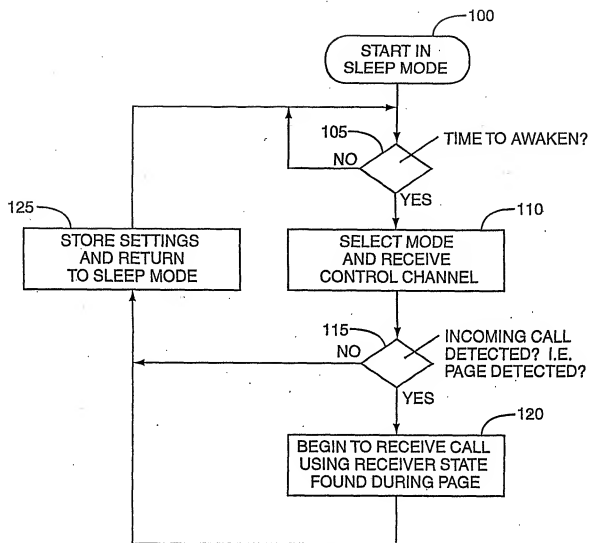 100
START IN
SLEEP MODE
105
TIME TO AWAKEN?
NO
YES
125
STORE SETTINGS
AND RETURN
TO SLEEP MODE
110
SELECT MODE
AND RECEIVE
CONTROL CHANNEL
115
INCOMING CALL
DETECTED? I.E.
PAGE DETECTED?
NO
YES
120
BEGIN TO RECEIVE CALL
USING RECEIVER STATE
FOUND DURING PAGE